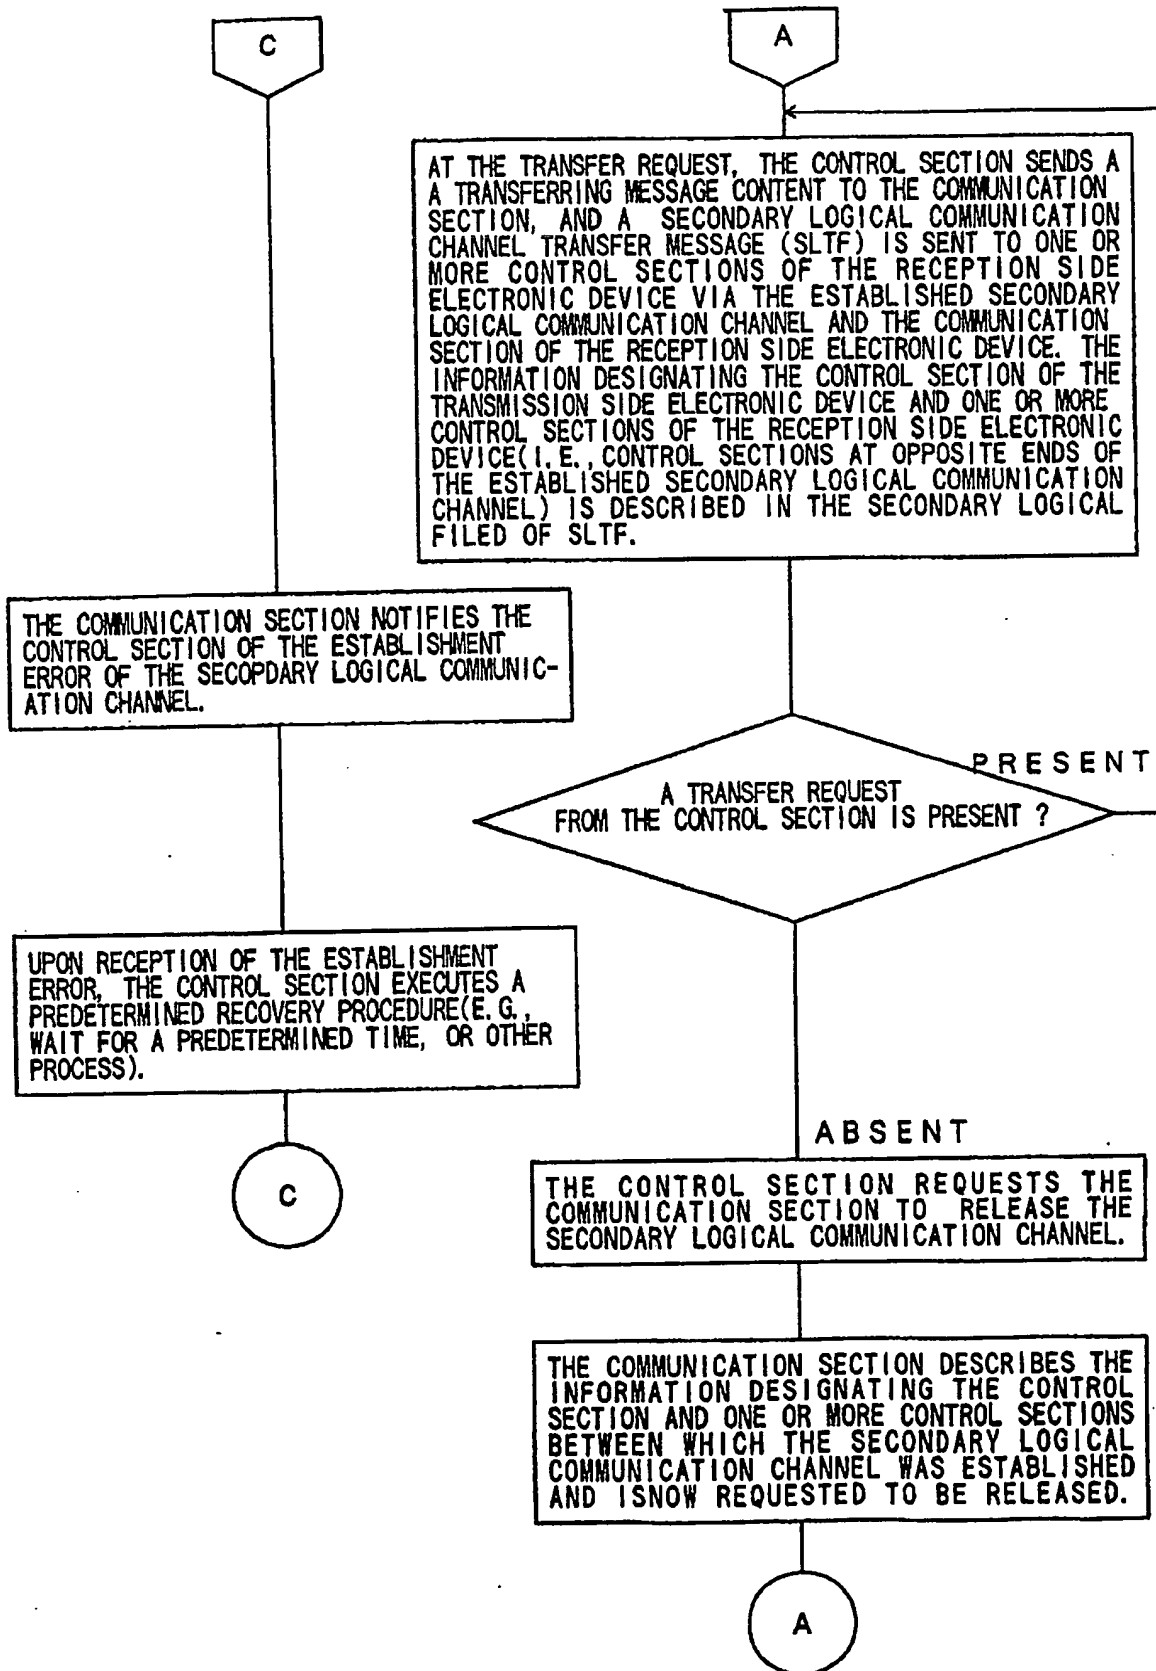 C
A
AT THE TRANSFER REQUEST, THE CONTROL SECTION SENDS A
A TRANSFERRING MESSAGE CONTENT TO THE COMMUNICATION
SECTION, AND A SECONDARY LOGICAL COMMUNICATION
CHANNEL TRANSFER MESSAGE (SLTF) IS SENT TO ONE OR
MORE CONTROL SECTIONS OF THE RECEPTION SIDE
ELECTRONIC DEVICE VIA THE ESTABLISHED SECONDARY
LOGICAL COMMUNICATION CHANNEL AND THE COMMUNICATION
SECTION OF THE RECEPTION SIDE ELECTRONIC DEVICE. THE
INFORMATION DESIGNATING THE CONTROL SECTION OF THE
TRANSMISSION SIDE ELECTRONIC DEVICE AND ONE OR MORE
CONTROL SECTIONS OF THE RECEPTION SIDE ELECTRONIC
DEVICE(I.E., CONTROL SECTIONS AT OPPOSITE ENDS OF
THE ESTABLISHED SECONDARY LOGICAL COMMUNICATION
CHANNEL) IS DESCRIBED IN THE SECONDARY LOGICAL
FILED OF SLTF.
THE COMMUNICATION SECTION NOTIFIES THE
CONTROL SECTION OF THE ESTABLISHMENT
ERROR OF THE SECOPDARY LOGICAL COMMUNIC-
ATION CHANNEL.
PRESENT
A TRANSFER REQUEST
FROM THE CONTROL SECTION IS PRESENT ?
UPON RECEPTION OF THE ESTABLISHMENT
ERROR, THE CONTROL SECTION EXECUTES A
PREDETERMINED RECOVERY PROCEDURE(E.G.,
WAIT FOR A PREDETERMINED TIME, OR OTHER
PROCESS).
C
ABSENT
THE CONTROL SECTION REQUESTS THE
COMMUNICATION SECTION TO RELEASE THE
SECONDARY LOGICAL COMMUNICATION CHANNEL.
THE COMMUNICATION SECTION DESCRIBES THE
INFORMATION DESIGNATING THE CONTROL
SECTION AND ONE OR MORE CONTROL SECTIONS
BETWEEN WHICH THE SECONDARY LOGICAL
COMMUNICATION CHANNEL WAS ESTABLISHED
AND ISNOW REQUESTED TO BE RELEASED.
A